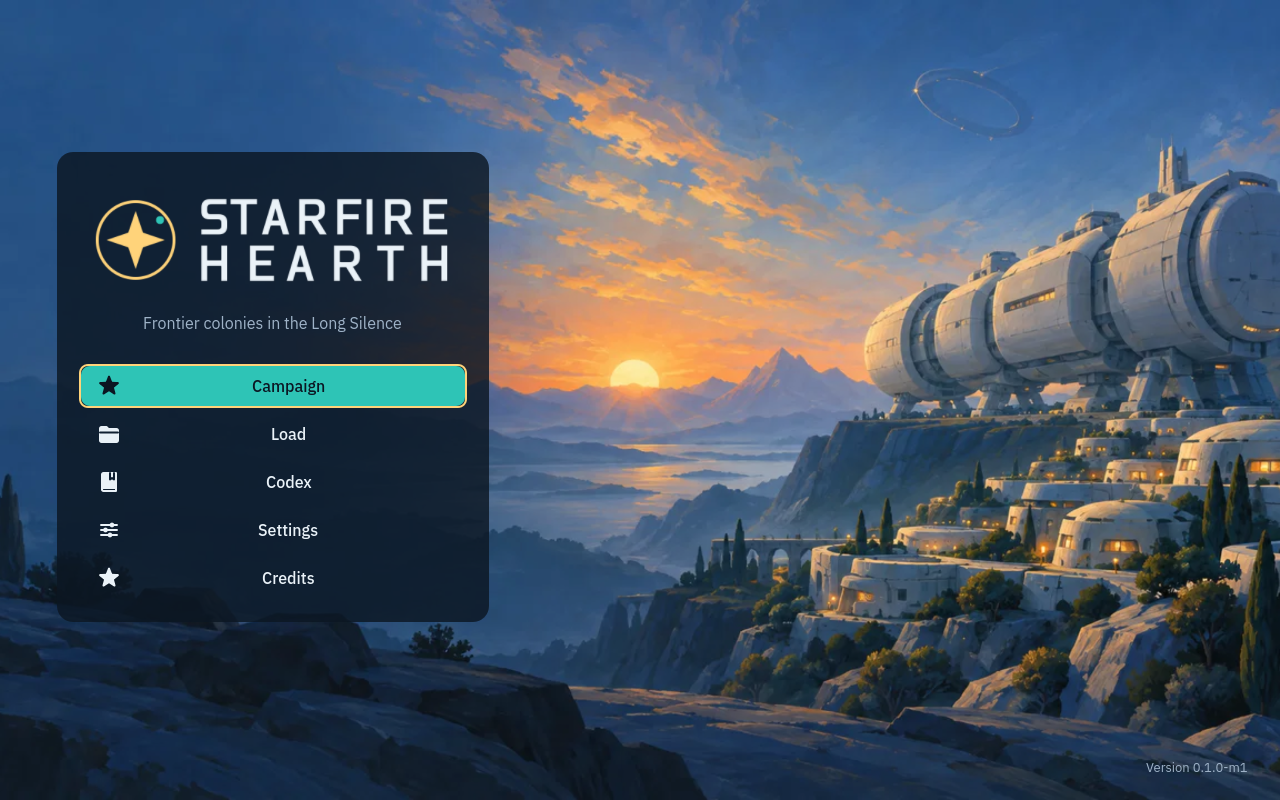 STARFIRE
HEARTH
Frontier colonies in the Long Silence
Campaign
Load
Codex
Settings
Credits
Version 0.1.0-m1